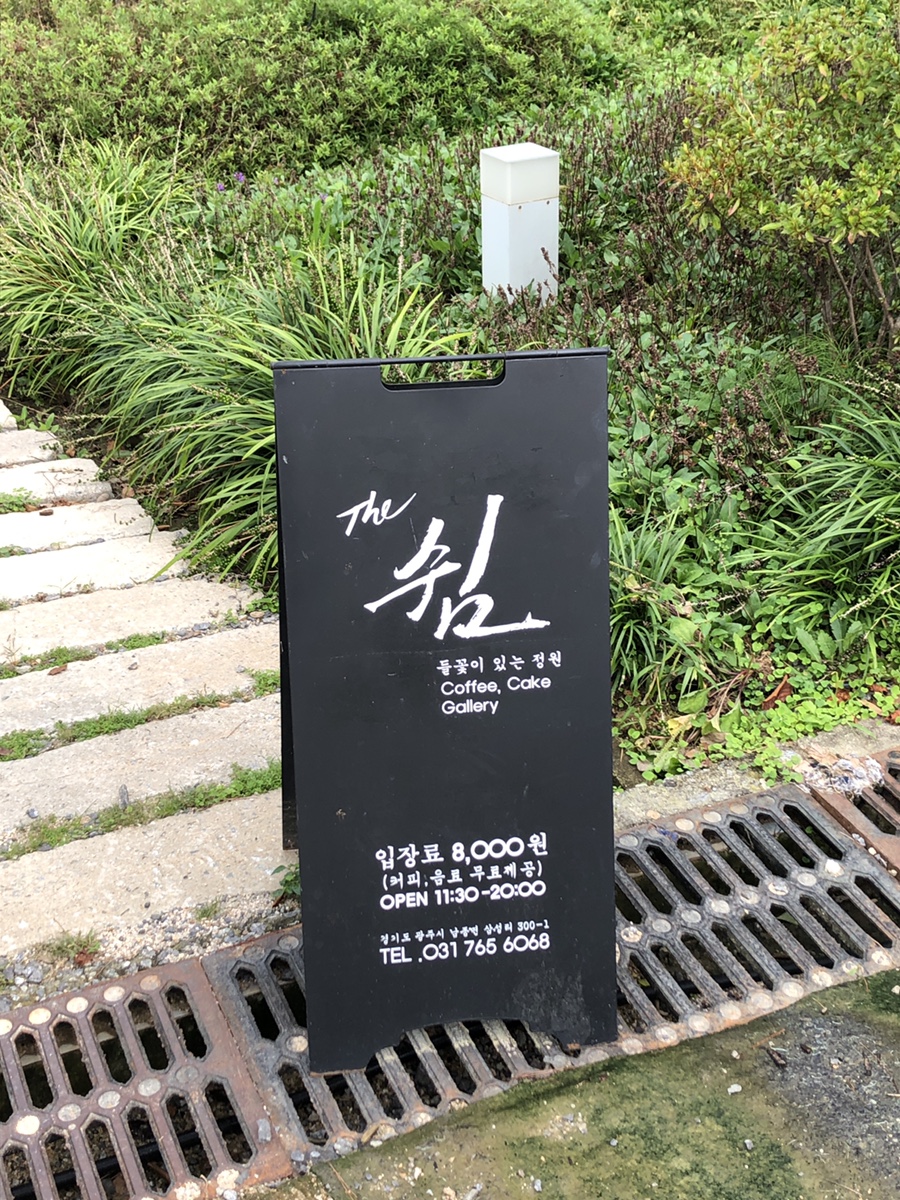 The
쉼
들꽃이 있는 정원
Coffee, Cake
Gallery
입장료 8,000원
(커피,음료 무료제공)
OPEN 11:30-20:00
경기도 광주시 남종면 삼성리 300-1
TEL .031 765 6068